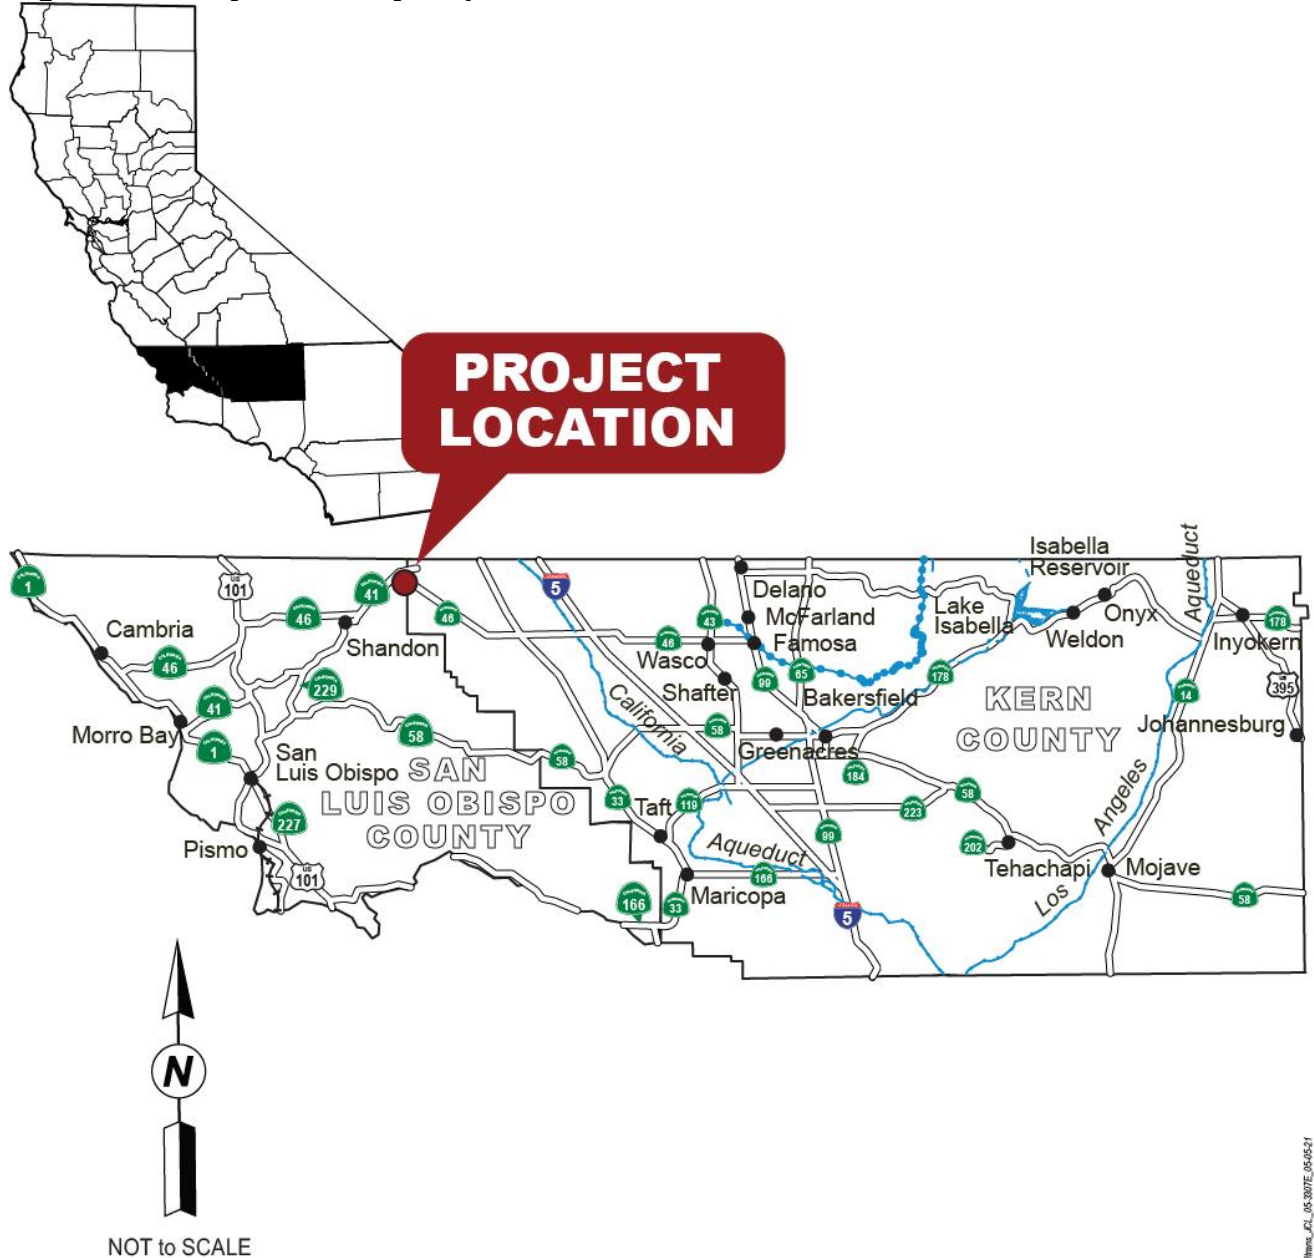 PROJECT
LOCATION
1
US
101
41
46
46
Cambria
46
Shandon
229
41
Morro Bay
1
58
San
Luis Obispo
SAN
LUIS OBISPO
COUNTY
227
Pismo
US
101
166
5
Isabella
Reservoir
Aqueduct
Delano
McFarland
43
Famosa
46
Wasco
Lake
Isabella
Onyx
Weldon
Inyokern
178
99
65
178
Shafter
Bakersfield
KERN
COUNTY
14
US
395
California
58
Greenacres
Johannesburg
58
184
33
Taft
119
58
223
99
202
Angeles
Aqueduct
Tehachapi
Mojave
Maricopa
166
33
Los
5
58
N
NOT to SCALE